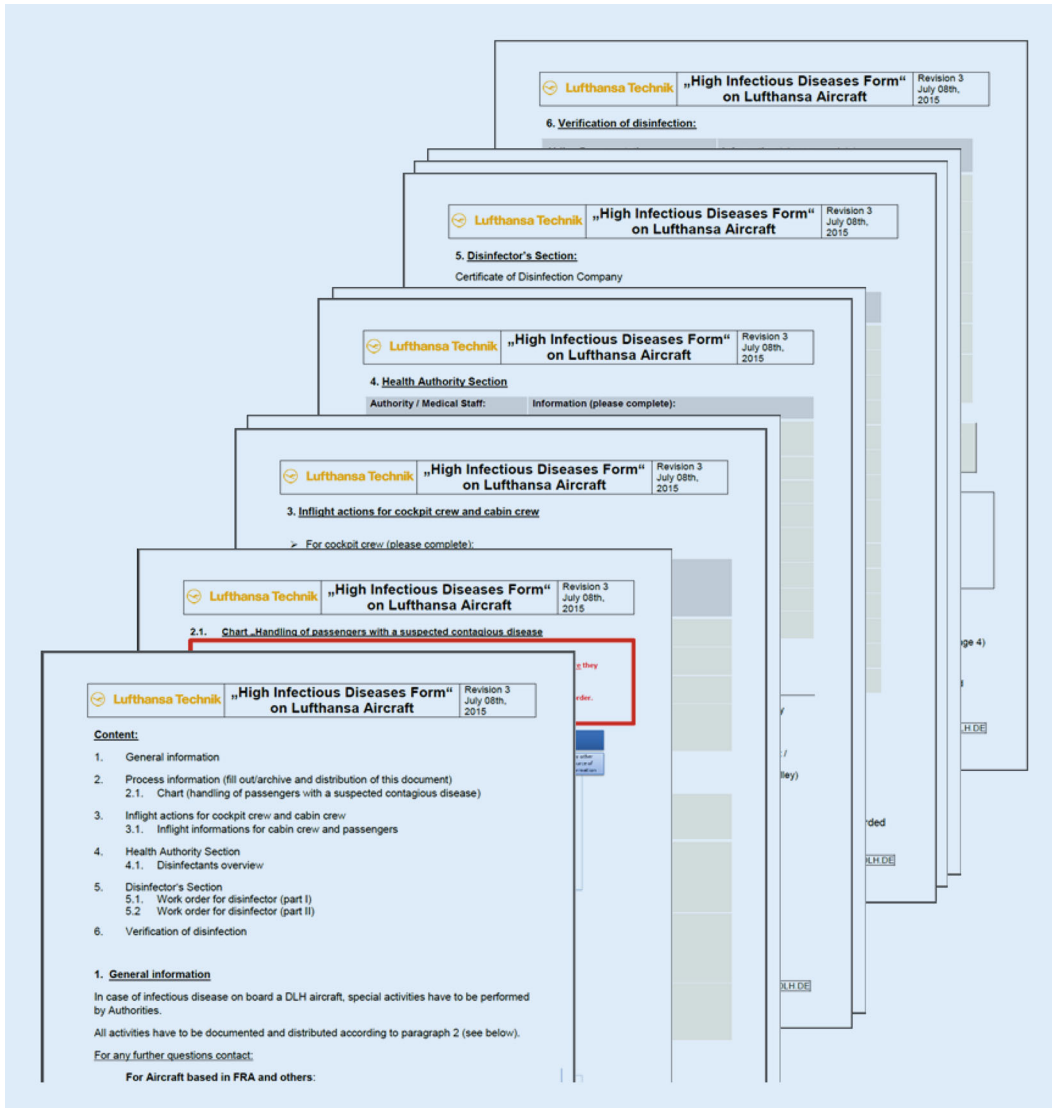 Lufthansa Technik
„High Infectious Diseases Form“
on Lufthansa Aircraft
Revision 3
July 08th,
2015
6. Verification of disinfection:
Lufthansa Technik
„High Infectious Diseases Form“
on Lufthansa Aircraft
Revision 3
July 08th,
2015
5. Disinfector's Section:
Certificate of Disinfection Company
Lufthansa Technik
„High Infectious Diseases Form“
on Lufthansa Aircraft
Revision 3
July 08th,
2015
4. Health Authority Section
Authority / Medical Staff: Information (please complete):
Lufthansa Technik
„High Infectious Diseases Form“
on Lufthansa Aircraft
Revision 3
July 08th,
2015
3. Inflight actions for cockpit crew and cabin crew
➢ For cockpit crew (please complete):
Lufthansa Technik
„High Infectious Diseases Form“
on Lufthansa Aircraft
Revision 3
July 08th,
2015
2.1. Chart „Handling of passengers with a suspected contagious disease
they
rder.
Lufthansa Technik
„High Infectious Diseases Form“
on Lufthansa Aircraft
Revision 3
July 08th,
2015
Content:
1. General information
2. Process information (fill out/archive and distribution of this document)
2.1. Chart (handling of passengers with a suspected contagious disease)
3. Inflight actions for cockpit crew and cabin crew
3.1. Inflight informations for cabin crew and passengers
4. Health Authority Section
4.1. Disinfectants overview
5. Disinfector's Section
5.1. Work order for disinfector (part I)
5.2 Work order for disinfector (part II)
6. Verification of disinfection
1. General information
In case of infectious disease on board a DLH aircraft, special activities have to be performed
by Authorities.
All activities have to be documented and distributed according to paragraph 2 (see below).
For any further questions contact:
For Aircraft based in FRA and others:
ge 4)
LH.DE
lley)
rded
DLH.DE
DLH.DE